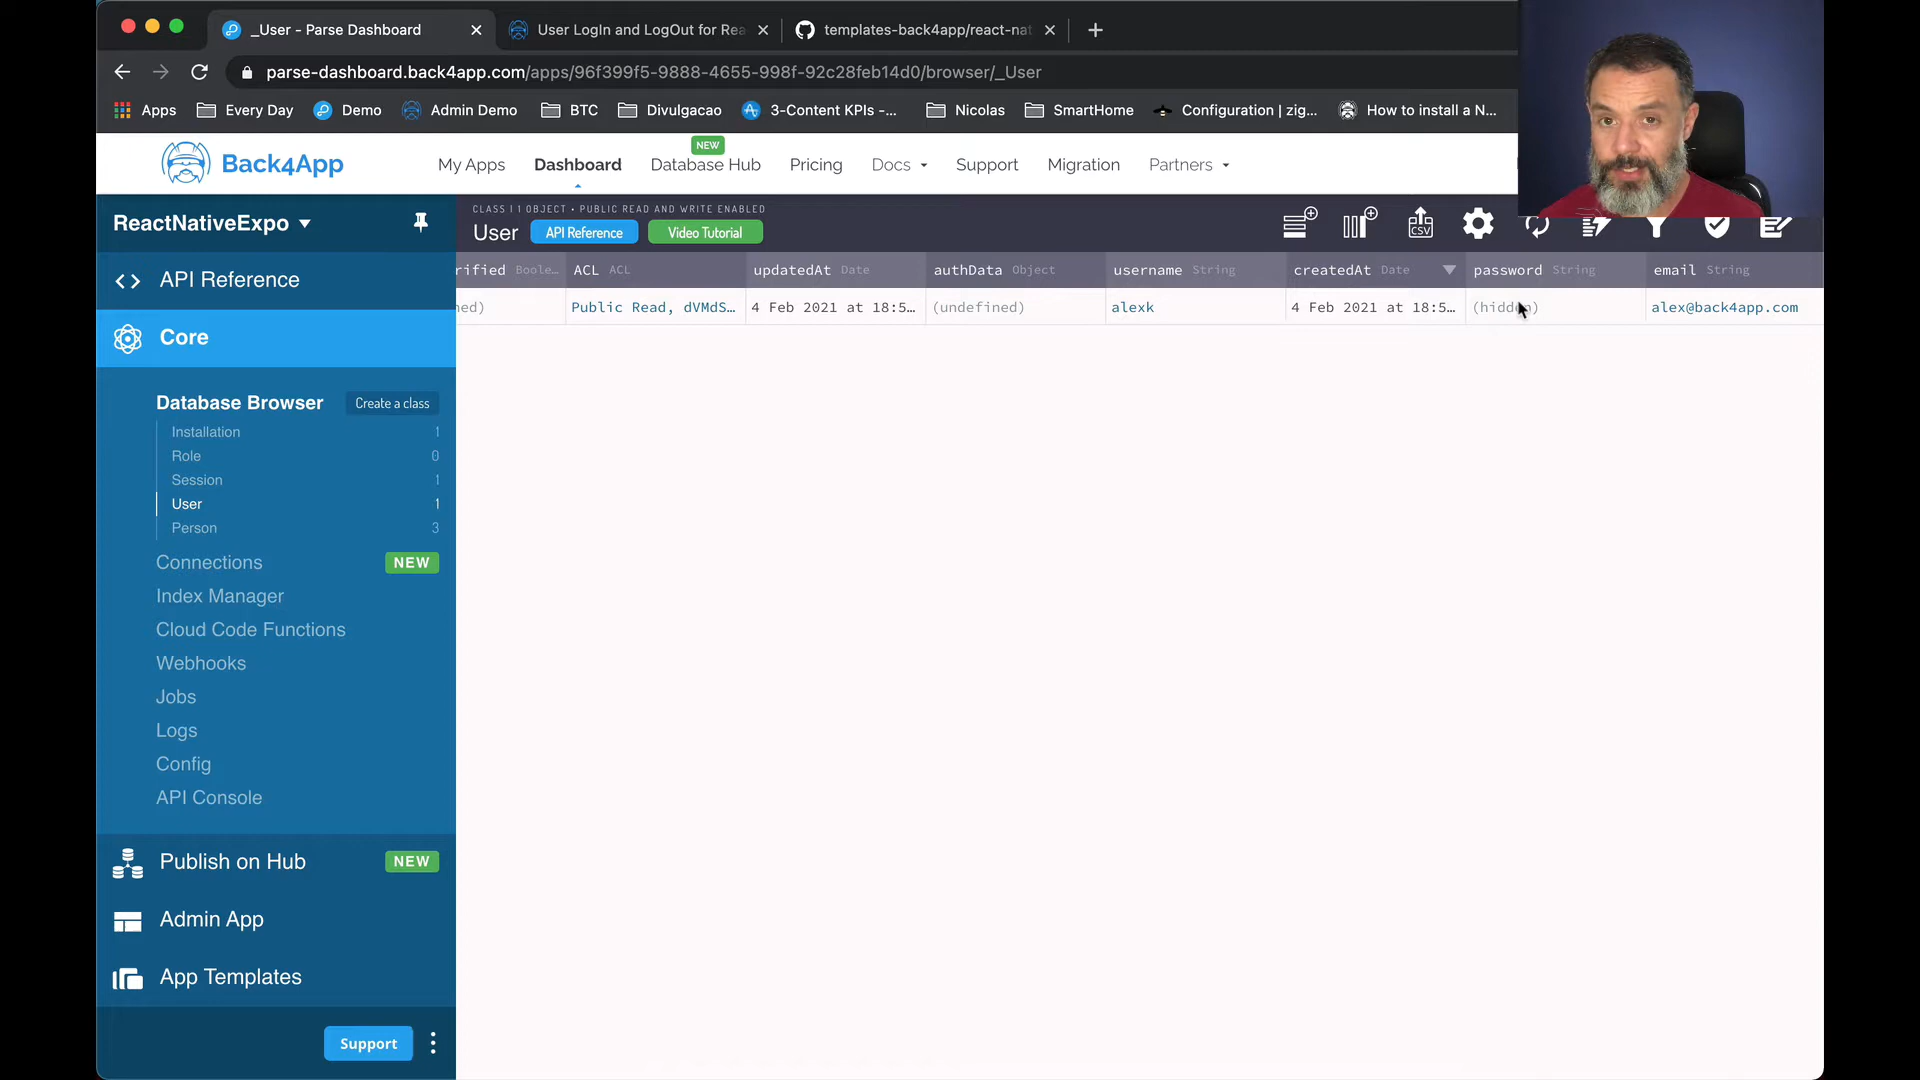 _User - Parse Dashboard
User LogIn and LogOut for Rea
templates-back4app/react-nat
parse-dashboard.back4app.com/apps/96f399f5-9888-4655-998f-92c28feb14d0/browser/_User
Apps Every Day Demo Admin Demo BTC Divulgacao 3-Content KPIs -... Nicolas SmartHome Configuration | zig... How to install a N...
NEW
Back4App My Apps Dashboard Database Hub Pricing Docs Support Migration Partners
ReactNativeExpo
CLASS | 1 OBJECT • PUBLIC READ AND WRITE ENABLED
User API Reference Video Tutorial
CSV
rified Boole... ACL ACL updatedAt Date authData Object username String createdAt Date password String email String
ned) Public Read, dVMdS... 4 Feb 2021 at 18:5... (undefined) alexk 4 Feb 2021 at 18:5... (hidden) alex@back4app.com
API Reference
Core
Database Browser Create a class
Installation 1
Role 0
Session 1
User 1
Person 3
Connections NEW
Index Manager
Cloud Code Functions
Webhooks
Jobs
Logs
Config
API Console
Publish on Hub NEW
Admin App
App Templates
Support